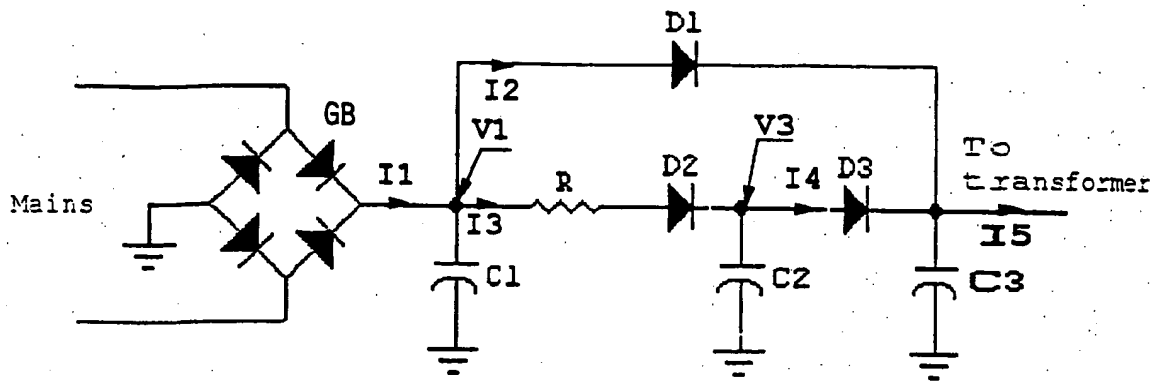 D1
I2
GB
V1
V3
To
transformer
D2
I4
D3
I1
R
Mains
I3
I5
C1
C2
C3